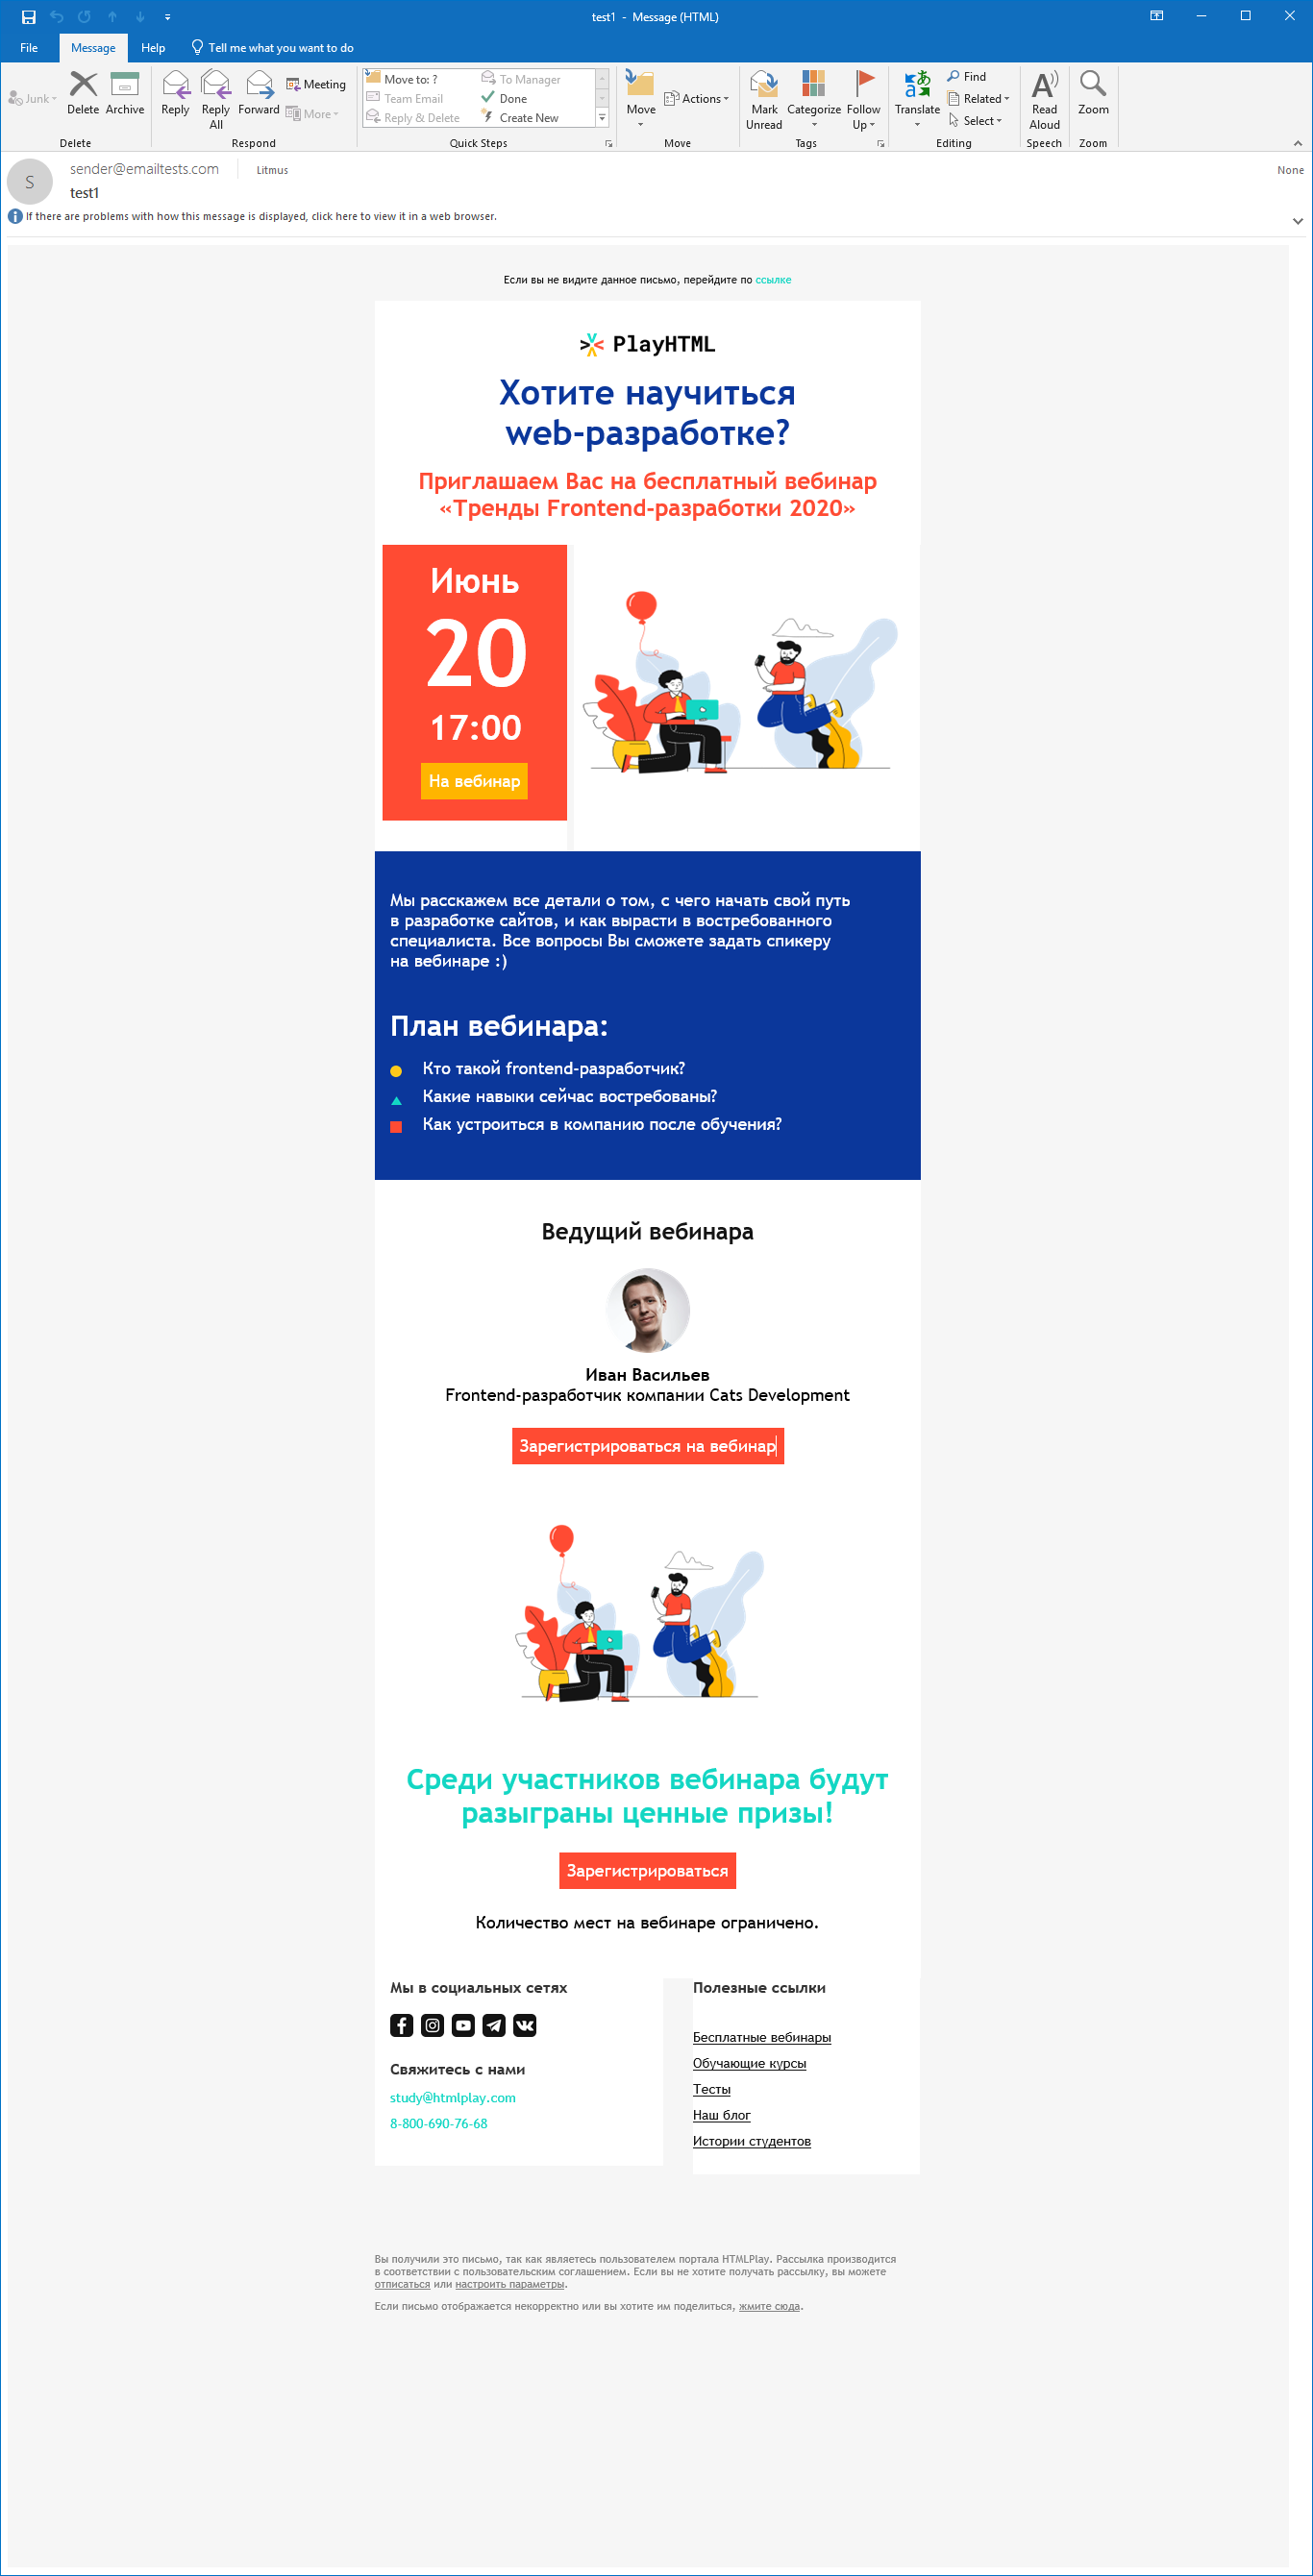 test1 - Message (HTML)
File Message Help Tell me what you want to do
Junk
Delete
Archive
Reply
Reply All
Forward
Meeting
More
Move to: ?
Team Email
Reply & Delete
To Manager
Done
Create New
Move
Actions
Mark Unread
Categorize
Follow Up
Translate
Find
Related
Select
Read Aloud
Zoom
Delete Respond Quick Steps Move Tags Editing Speech Zoom
S
sender@emailtests.com Litmus None
test1
If there are problems with how this message is displayed, click here to view it in a web browser.
Если вы не видите данное письмо, перейдите по ссылке
PlayHTML
Хотите научиться
web-разработке?
Приглашаем Вас на бесплатный вебинар
«Тренды Frontend-разработки 2020»
Июнь
20
17:00
На вебинар
Мы расскажем все детали о том, с чего начать свой путь
в разработке сайтов, и как вырасти в востребованного
специалиста. Все вопросы Вы сможете задать спикеру
на вебинаре :)
План вебинара:
Кто такой frontend-разработчик?
Какие навыки сейчас востребованы?
Как устроиться в компанию после обучения?
Ведущий вебинара
Иван Васильев
Frontend-разработчик компании Cats Development
Зарегистрироваться на вебинар
Среди участников вебинара будут
разыграны ценные призы!
Зарегистрироваться
Количество мест на вебинаре ограничено.
Мы в социальных сетях
Свяжитесь с нами
study@htmlplay.com
8-800-690-76-68
Полезные ссылки
Бесплатные вебинары
Обучающие курсы
Тесты
Наш блог
Истории студентов
Вы получили это письмо, так как являетесь пользователем портала HTMLPlay. Рассылка производится
в соответствии с пользовательским соглашением. Если вы не хотите получать рассылку, вы можете
отписаться или настроить параметры.
Если письмо отображается некорректно или вы хотите им поделиться, жмите сюда.